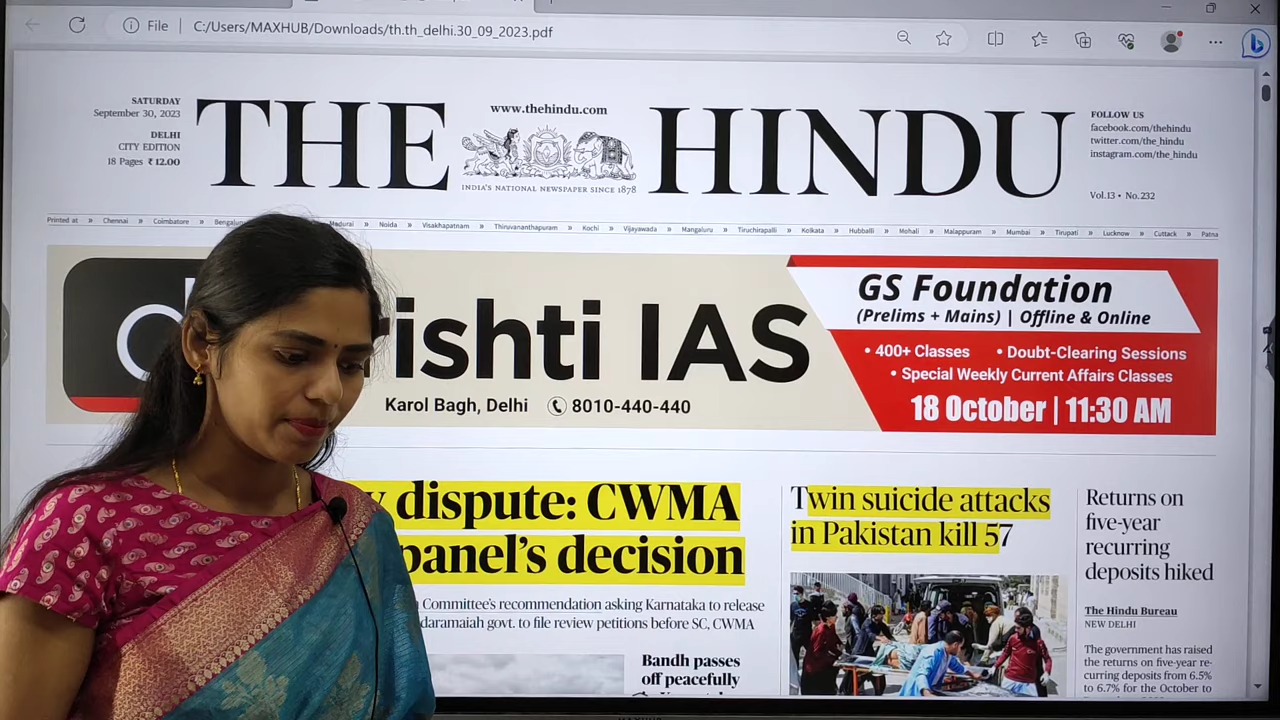 File
C:/Users/MAXHUB/Downloads/th.th_delhi.30_09_2023.pdf
SATURDAY
September 30, 2023
DELHI
CITY EDITION
18 Pages ₹12.00
THE HINDU
www.thehindu.com
INDIA'S NATIONAL NEWSPAPER SINCE 1878
FOLLOW US
facebook.com/thehindu
twitter.com/the_hindu
instagram.com/the_hindu
Vol.13 • No.232
Printed at » Chennai » Coimbatore » Madurai » Noida » Visakhapatnam » Thiruvananthapuram » Kochi » Vijayawada » Mangaluru » Tiruchirapalli » Kolkata » Hubballi » Mohali » Malappuram » Mumbai » Tirupati » Lucknow » Cuttack » Patna
rishti IAS
Karol Bagh, Delhi 8010-440-440
GS Foundation
(Prelims + Mains) | Offline & Online
• 400+ Classes • Doubt-Clearing Sessions
• Special Weekly Current Affairs Classes
18 October | 11:30 AM
dispute: CWMA
panel's decision
Committee's recommendation asking Karnataka to release
daramaiah govt. to file review petitions before SC, CWMA
Bandh passes
off peacefully
Twin suicide attacks
in Pakistan kill 57
Returns on
five-year
recurring
deposits hiked
The Hindu Bureau
NEW DELHI
The government has raised
the returns on five-year re-
curring deposits from 6.5%
to 6.7% for the October to